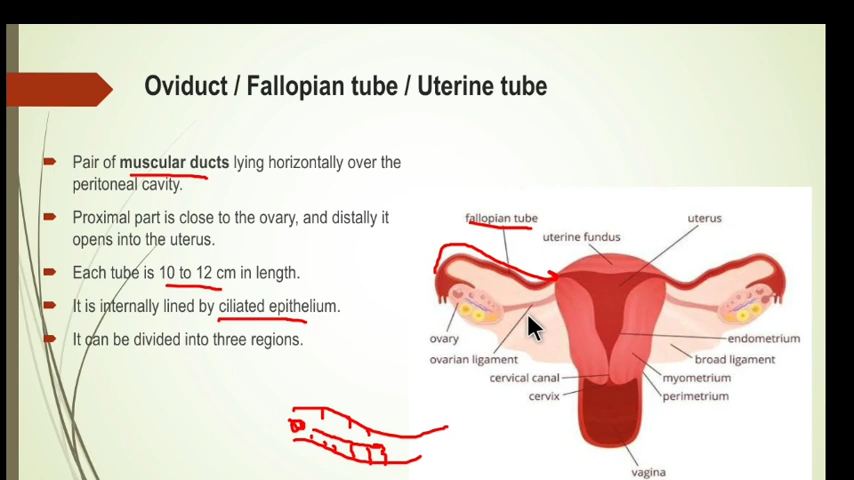 Oviduct / Fallopian tube / Uterine tube
Pair of muscular ducts lying horizontally over the
peritoneal cavity.
Proximal part is close to the ovary, and distally it
opens into the uterus.
Each tube is 10 to 12 cm in length.
It is internally lined by ciliated epithelium.
It can be divided into three regions.
fallopian tube
uterus
uterine fundus
ovary
endometrium
ovarian ligament
broad ligament
cervical canal
myometrium
cervix
perimetrium
vagina